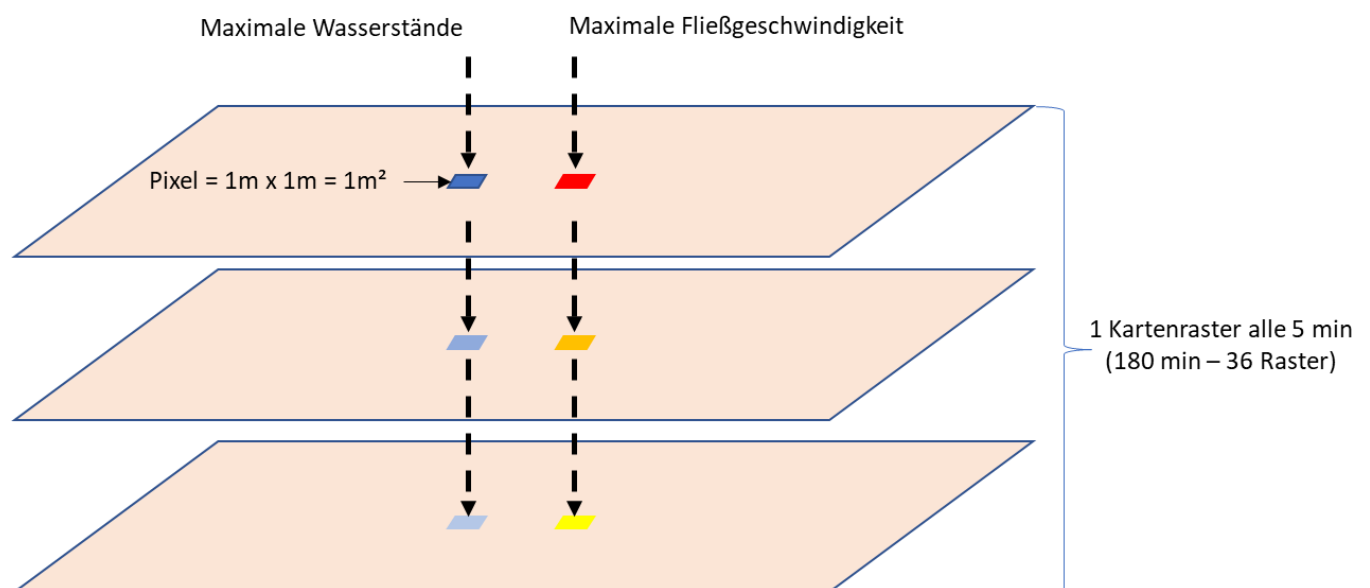 Maximale Wasserstände
Maximale Fließgeschwindigkeit
Pixel = 1m x 1m = 1m²
1 Kartenraster alle 5 min
(180 min – 36 Raster)